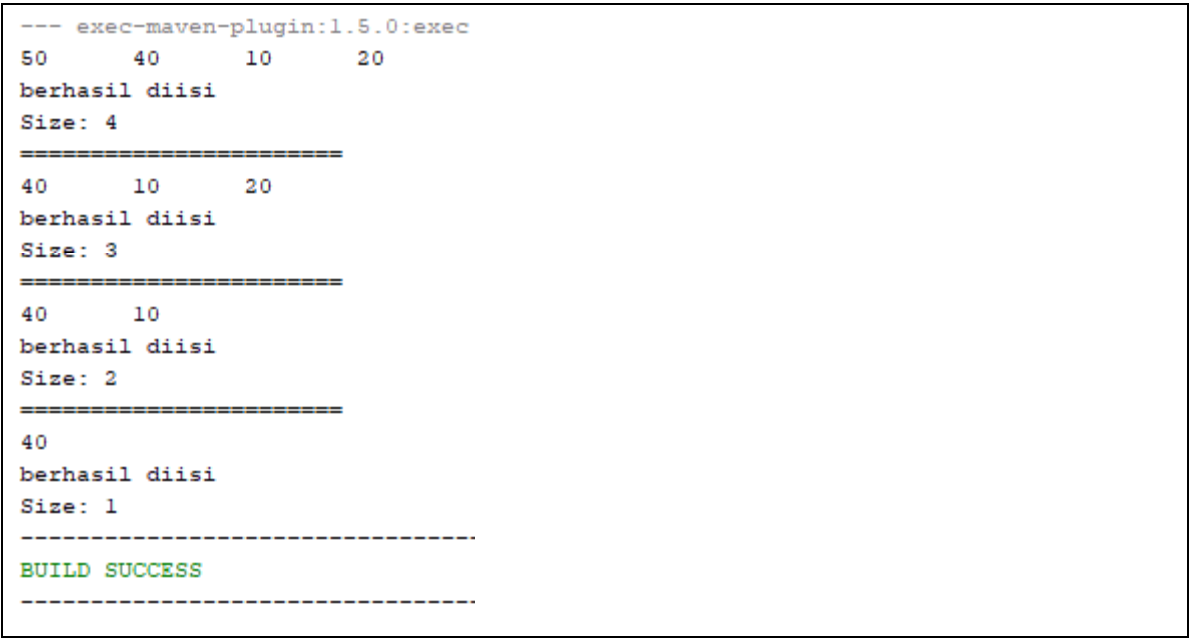 --- exec-maven-plugin:1.5.0:exec
50 40 10 20
berhasil diisi
Size: 4
=======================
40 10 20
berhasil diisi
Size: 3
=======================
40 10
berhasil diisi
Size: 2
=======================
40
berhasil diisi
Size: 1
---------------------------------
BUILD SUCCESS
---------------------------------